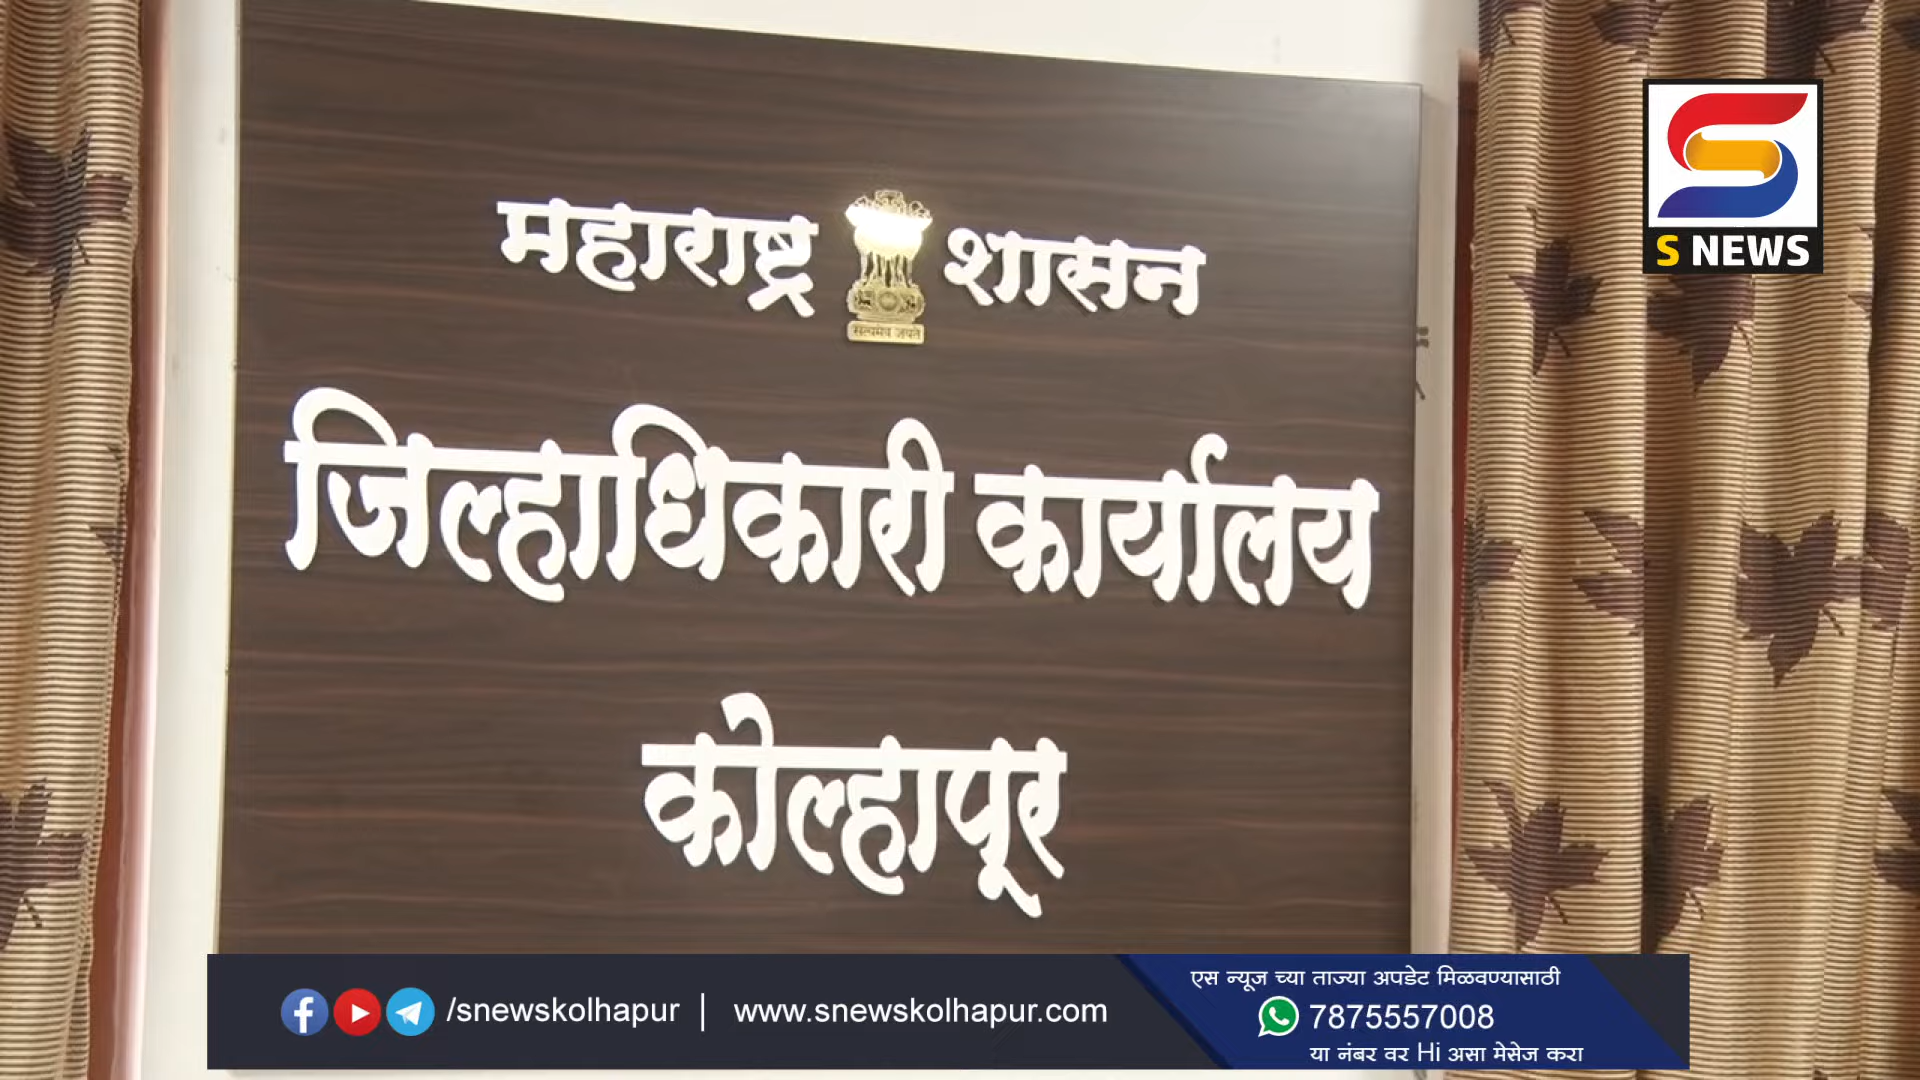 महाराष्ट्र शासन
सत्यमेव जयते
जिल्हाधिकारी कार्यालय
कोल्हापूर
S NEWS
/snewskolhapur | www.snewskolhapur.com
एस न्यूज च्या ताज्या अपडेट मिळवण्यासाठी
7875557008
या नंबर वर Hi असा मेसेज करा